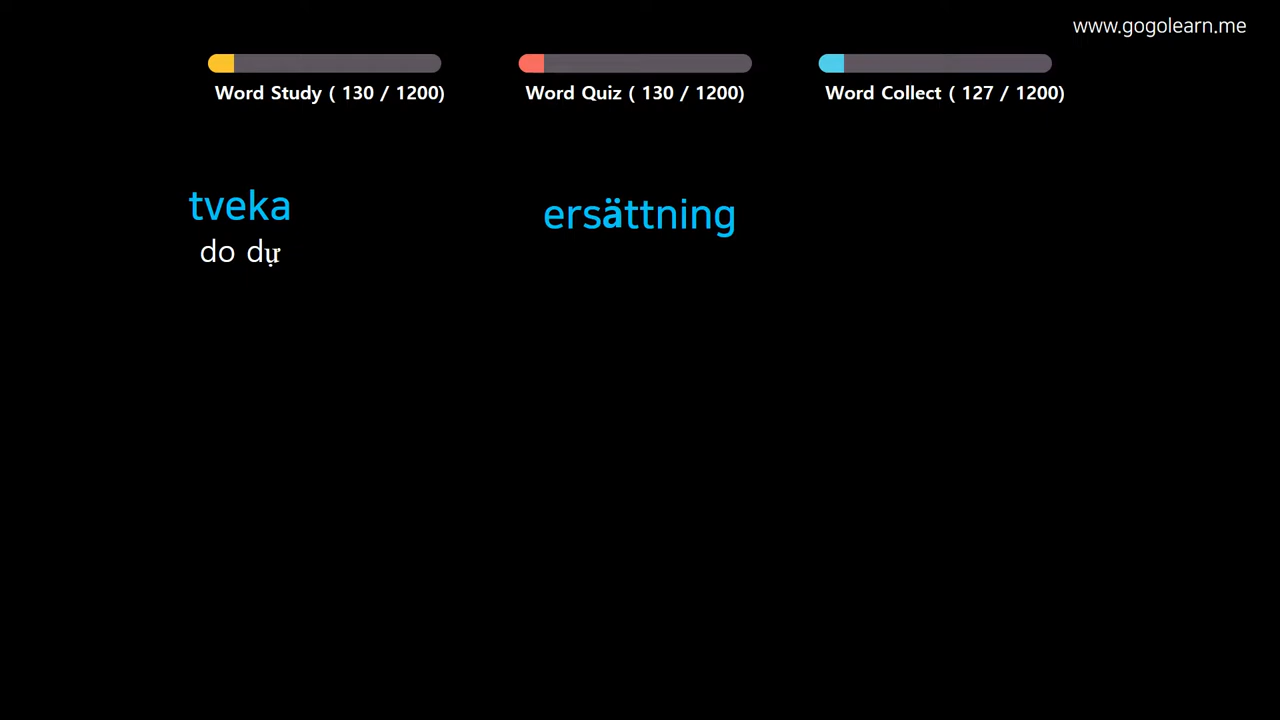 www.gogolearn.me
Word Study ( 130 / 1200)
Word Quiz ( 130 / 1200)
Word Collect ( 127 / 1200)
tveka
do dự
ersättning